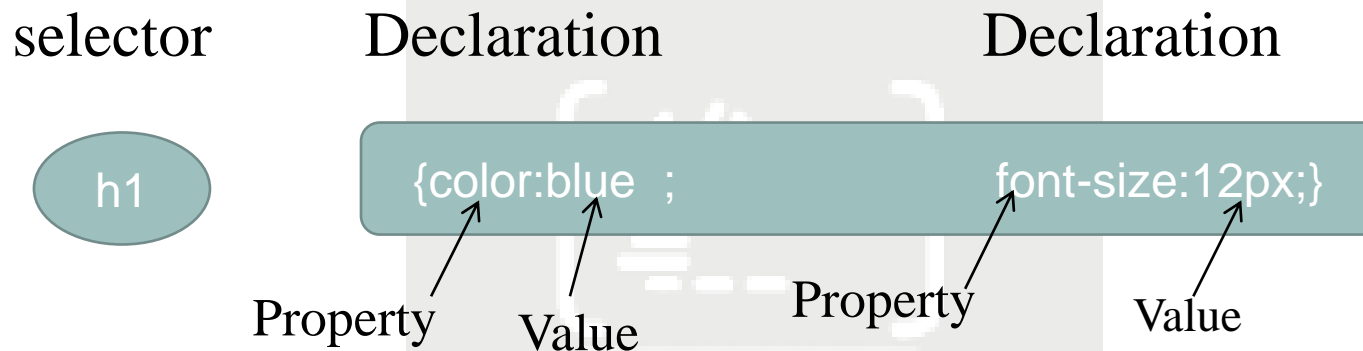 selector Declaration Declaration
h1 {color:blue ; font-size:12px;}
Property Value Property Value